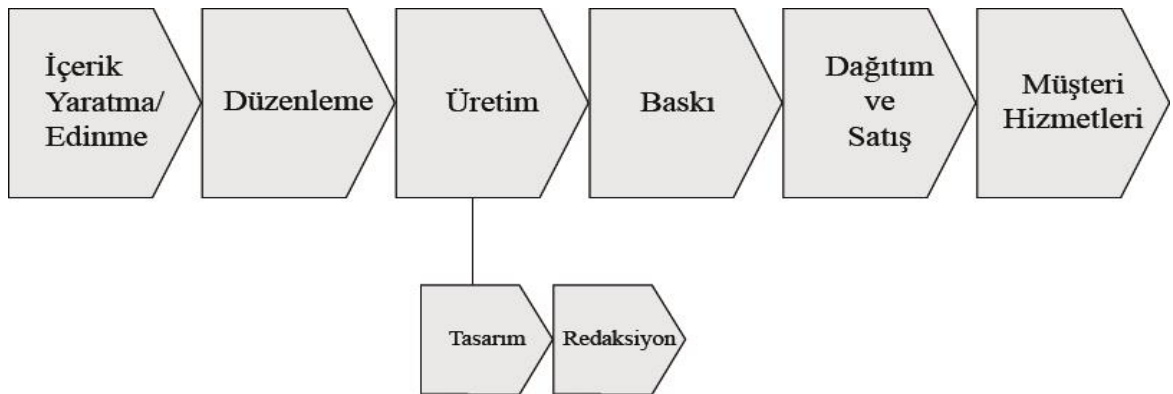 İçerik
Yaratma/
Edinme
Düzenleme
Üretim
Baskı
Dağıtım
ve
Satış
Müşteri
Hizmetleri
Tasarım
Redaksiyon